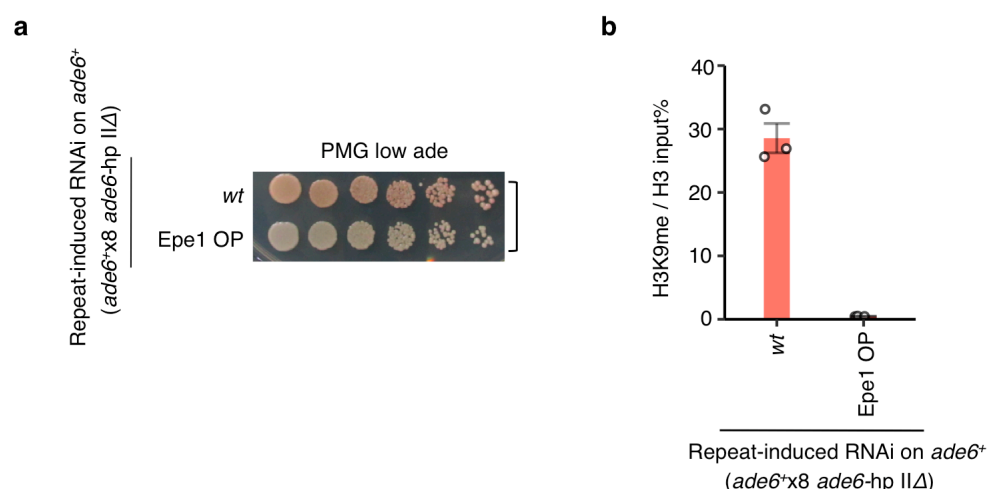 a
Repeat-induced RNAi on ade6⁺
(ade6⁺x8 ade6-hp IIΔ)
PMG low ade
wt
Epe1 OP
b
H3K9me / H3 input%
40
30
20
10
0
wt
Epe1 OP
Repeat-induced RNAi on ade6⁺
(ade6⁺x8 ade6-hp IIΔ)